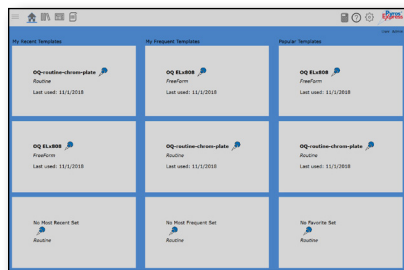 Pyros
Express
User: admin
My Recent Templates
My Frequent Templates
Popular Templates
OQ-routine-chrom-plate
Routine
Last used: 11/1/2018
OQ ELx808
FreeForm
Last used: 11/1/2018
OQ ELx808
FreeForm
Last used: 11/1/2018
OQ ELx808
FreeForm
Last used: 11/1/2018
OQ-routine-chrom-plate
Routine
Last used: 11/1/2018
OQ-routine-chrom-plate
Routine
Last used: 11/1/2018
No Most Recent Set
Routine
No Most Frequent Set
Routine
No Favorite Set
Routine